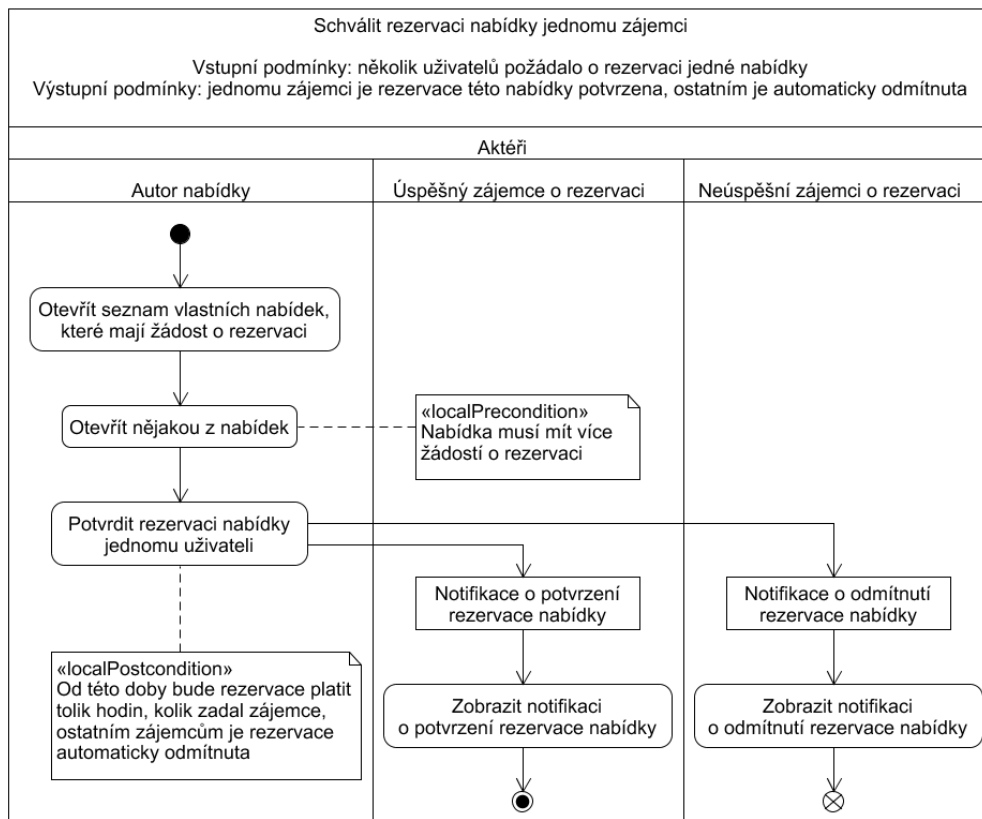 Schválit rezervaci nabídky jednomu zájemci
Vstupní podmínky: několik uživatelů požádalo o rezervaci jedné nabídky
Výstupní podmínky: jednomu zájemci je rezervace této nabídky potvrzena, ostatním je automaticky odmítnuta
Aktéři
Autor nabídky
Úspěšný zájemce o rezervaci
Neúspěšní zájemci o rezervaci
Otevřít seznam vlastních nabídek,
které mají žádost o rezervaci
Otevřít nějakou z nabídek
«localPrecondition»
Nabídka musí mít více
žádostí o rezervaci
Potvrdit rezervaci nabídky
jednomu uživateli
Notifikace o potvrzení
rezervace nabídky
Notifikace o odmítnutí
rezervace nabídky
«localPostcondition»
Od této doby bude rezervace platit
tolik hodin, kolik zadal zájemce,
ostatním zájemcům je rezervace
automaticky odmítnuta
Zobrazit notifikaci
o potvrzení rezervace nabídky
Zobrazit notifikaci
o odmítnutí rezervace nabídky